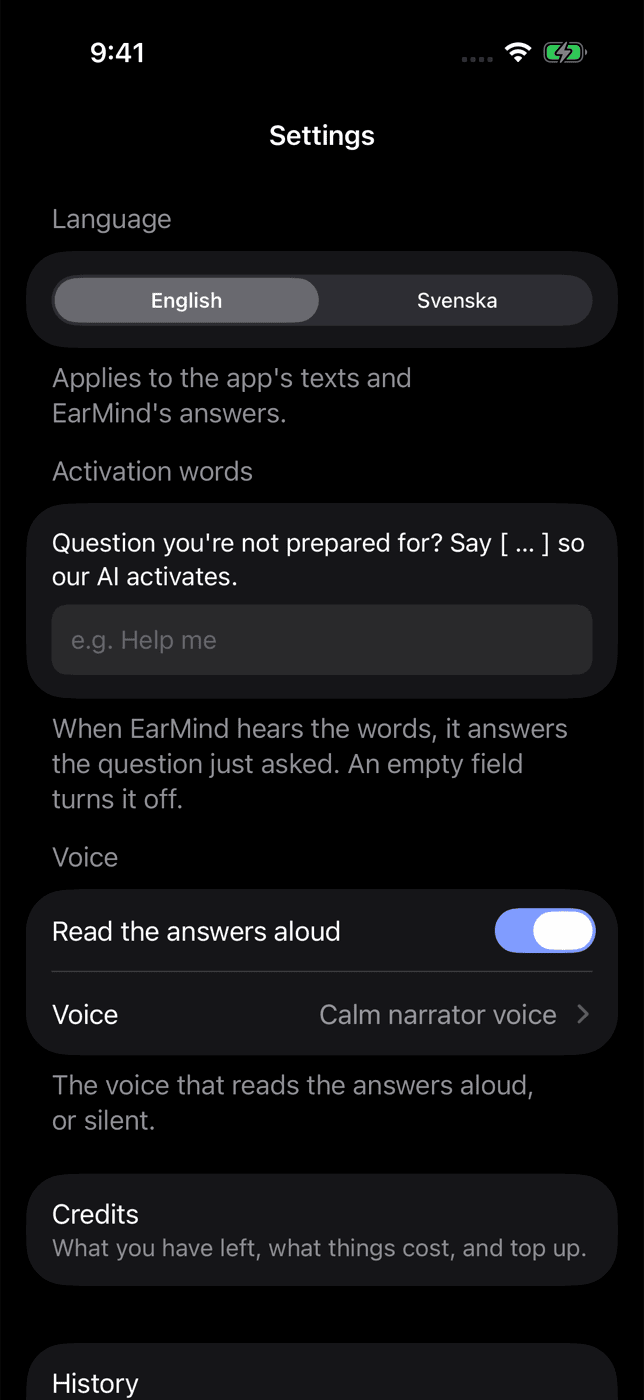 9:41
Settings
Language
English
Svenska
Applies to the app's texts and
EarMind's answers.
Activation words
Question you're not prepared for? Say [ ... ] so
our AI activates.
e.g. Help me
When EarMind hears the words, it answers
the question just asked. An empty field
turns it off.
Voice
Read the answers aloud
Voice
Calm narrator voice
The voice that reads the answers aloud,
or silent.
Credits
What you have left, what things cost, and top up.
History